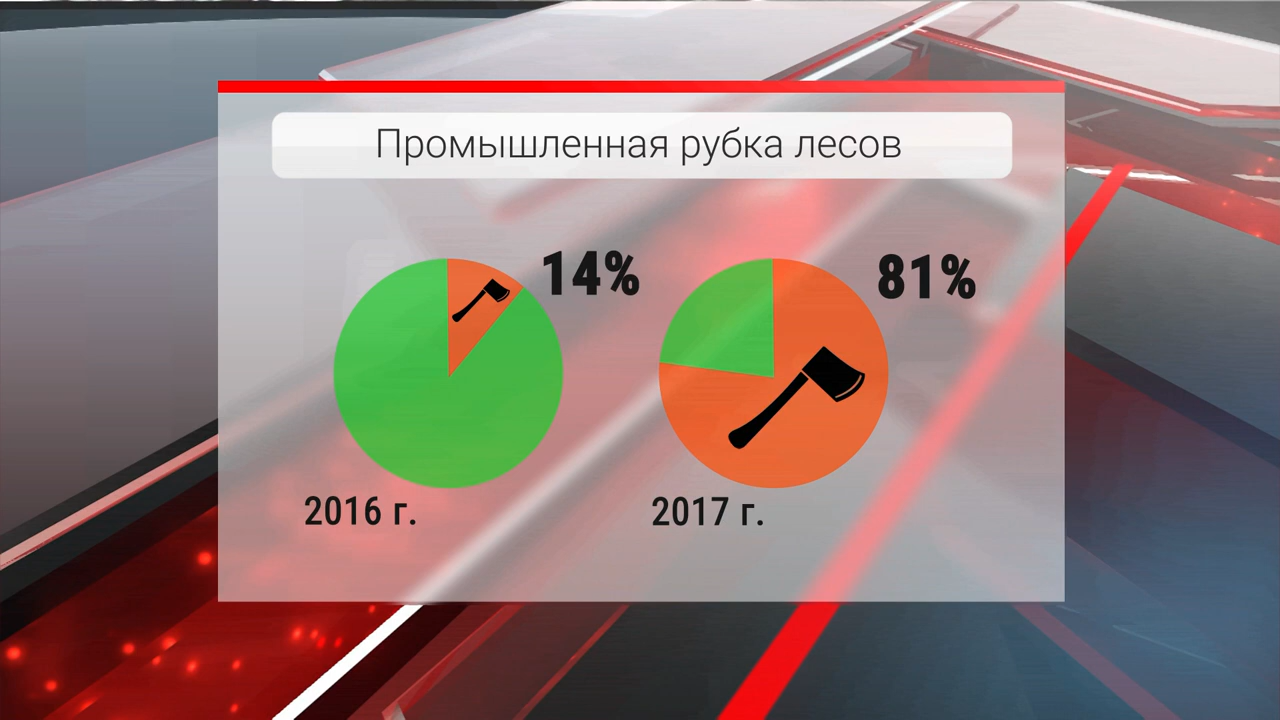 Промышленная рубка лесов
14%
81%
2016 г.
2017 г.